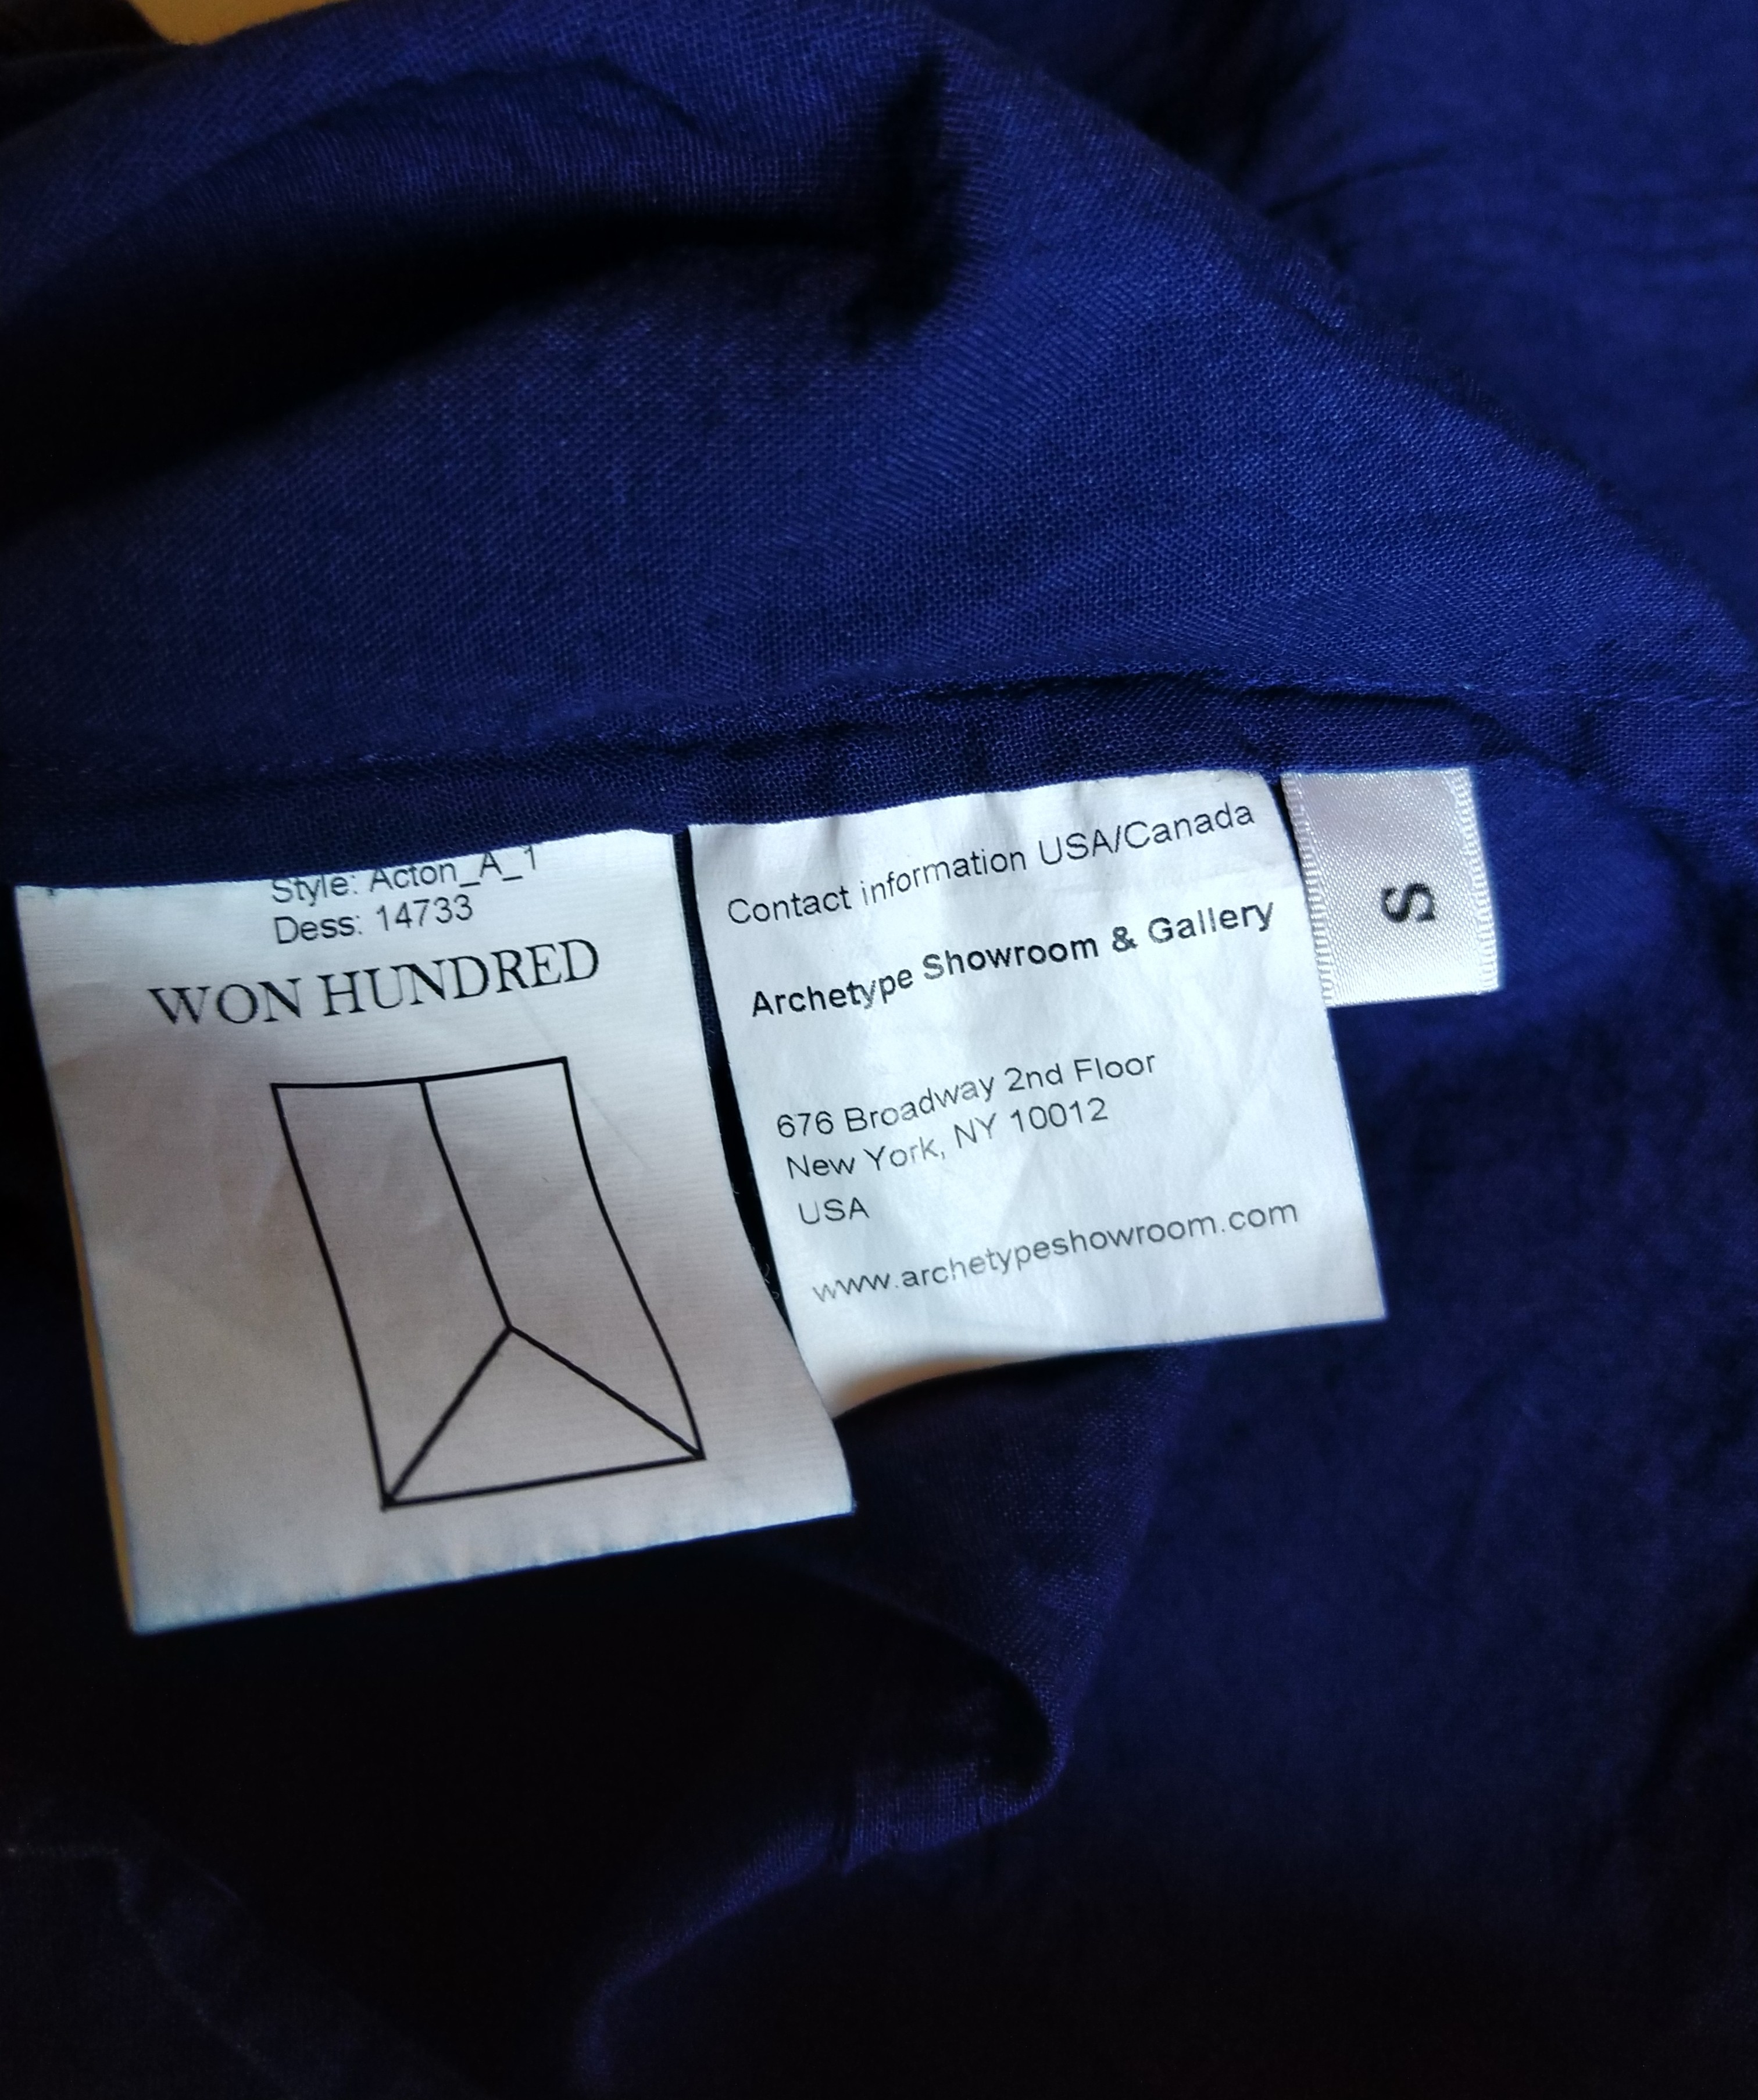 Style: Acton_A_1
Dess: 14733
WON HUNDRED
Contact information USA/Canada
Archetype Showroom & Gallery
676 Broadway 2nd Floor
New York, NY 10012
USA
www.archetypeshowroom.com
S